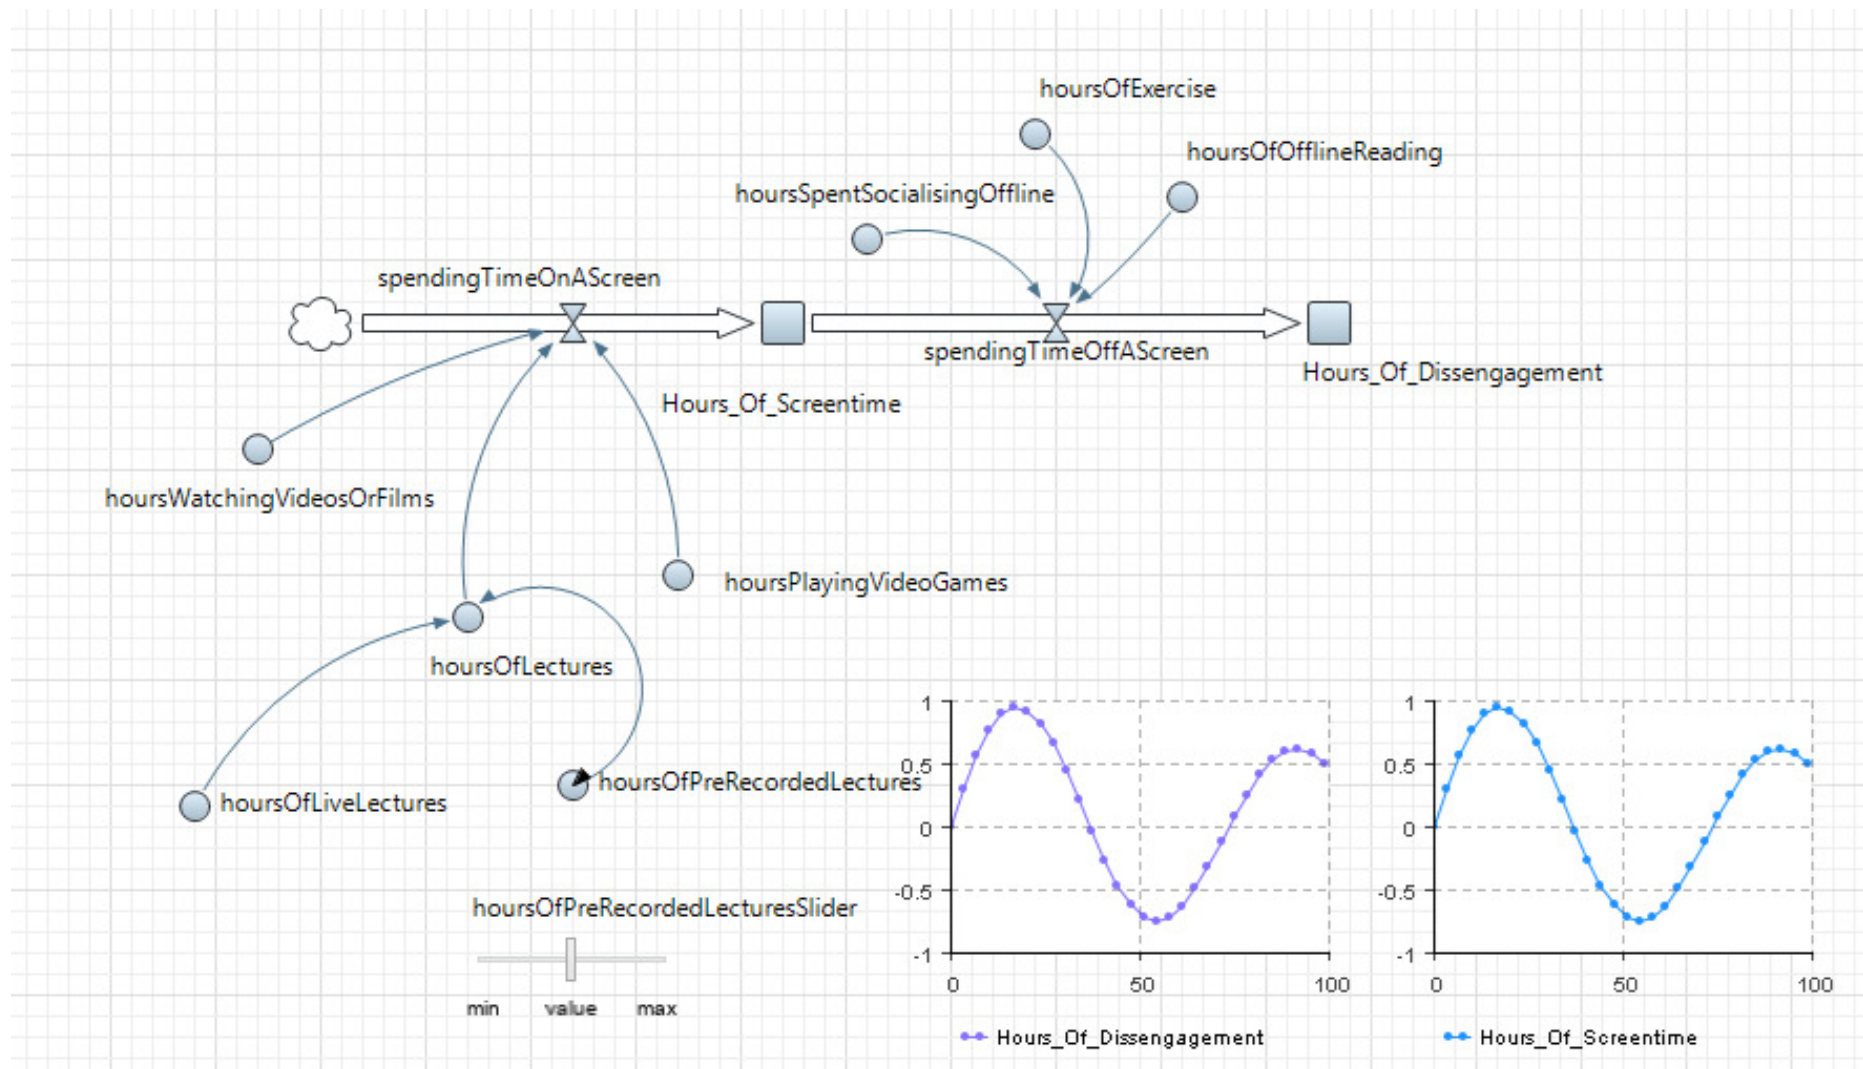 hoursOfExercise
hoursOfOfflineReading
hoursSpentSocialisingOffline
spendingTimeOnAScreen
spendingTimeOffAScreen
Hours_Of_Dissengagement
Hours_Of_Screentime
hoursWatchingVideosOrFilms
hoursPlayingVideoGames
hoursOfLectures
hoursOfPreRecordedLectures
hoursOfLiveLectures
hoursOfPreRecordedLecturesSlider
min value max
1
0.5
0
-0.5
-1
0 50 100
Hours_Of_Dissengagement
1
0.5
0
-0.5
-1
0 50 100
Hours_Of_Screentime